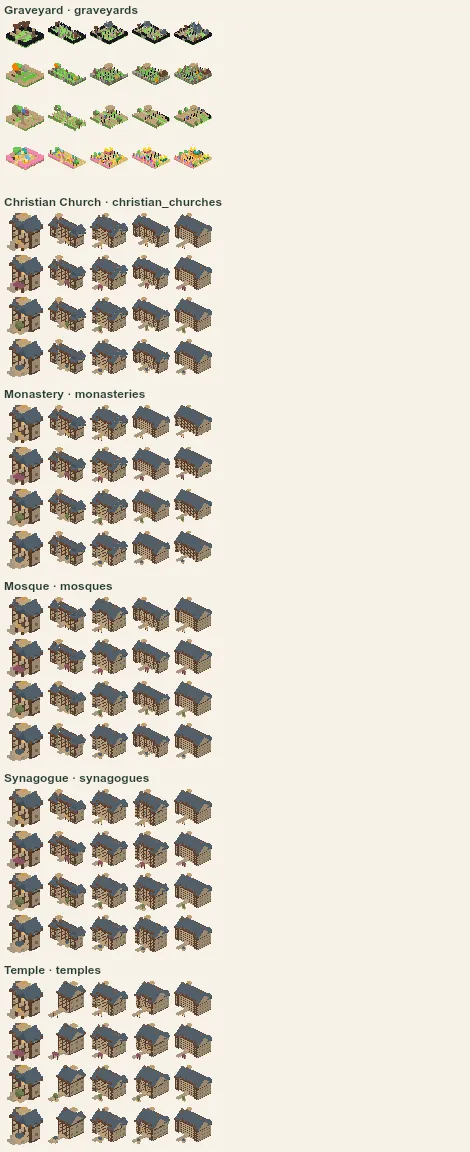 Graveyard · graveyards
Christian Church · christian_churches
Monastery · monasteries
Mosque · mosques
Synagogue · synagogues
Temple · temples